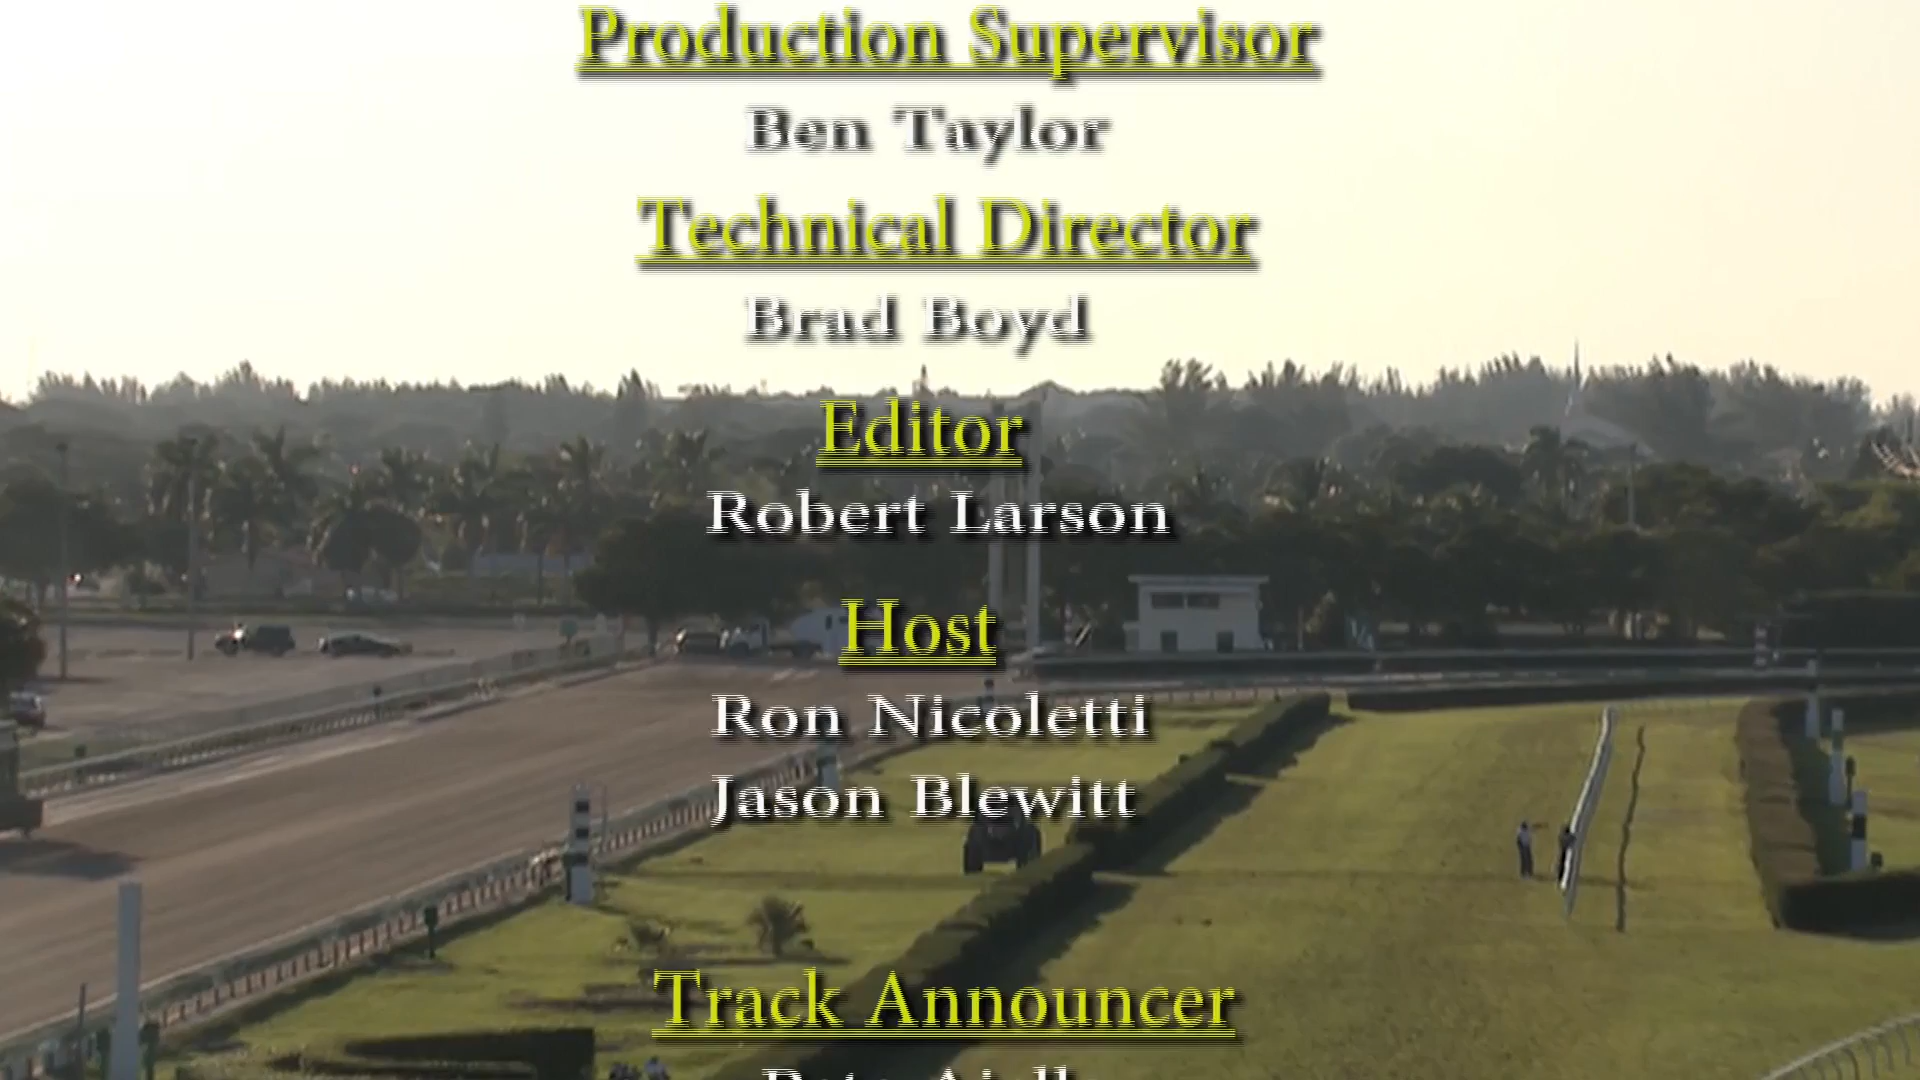 Production Supervisor
Ben Taylor
Technical Director
Brad Boyd
Editor
Robert Larson
Host
Ron Nicoletti
Jason Blewitt
Track Announcer